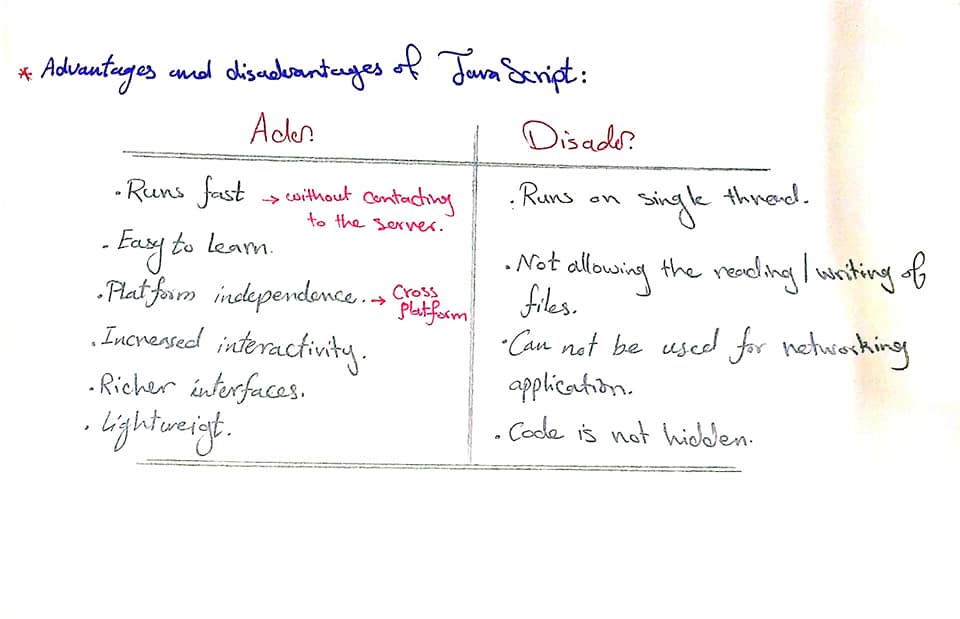 * Advantages and disadvantages of JavaScript:
Adv:
Disadv:
. Runs fast → without contacting
to the server.
. Easy to learn.
. Platform independence. → Cross
Platform
. Increased interactivity.
. Richer interfaces.
. Lightweigt.
. Runs on single thread.
. Not allowing the reading/writing of
files.
. Can not be used for networking
application.
. Code is not hidden.